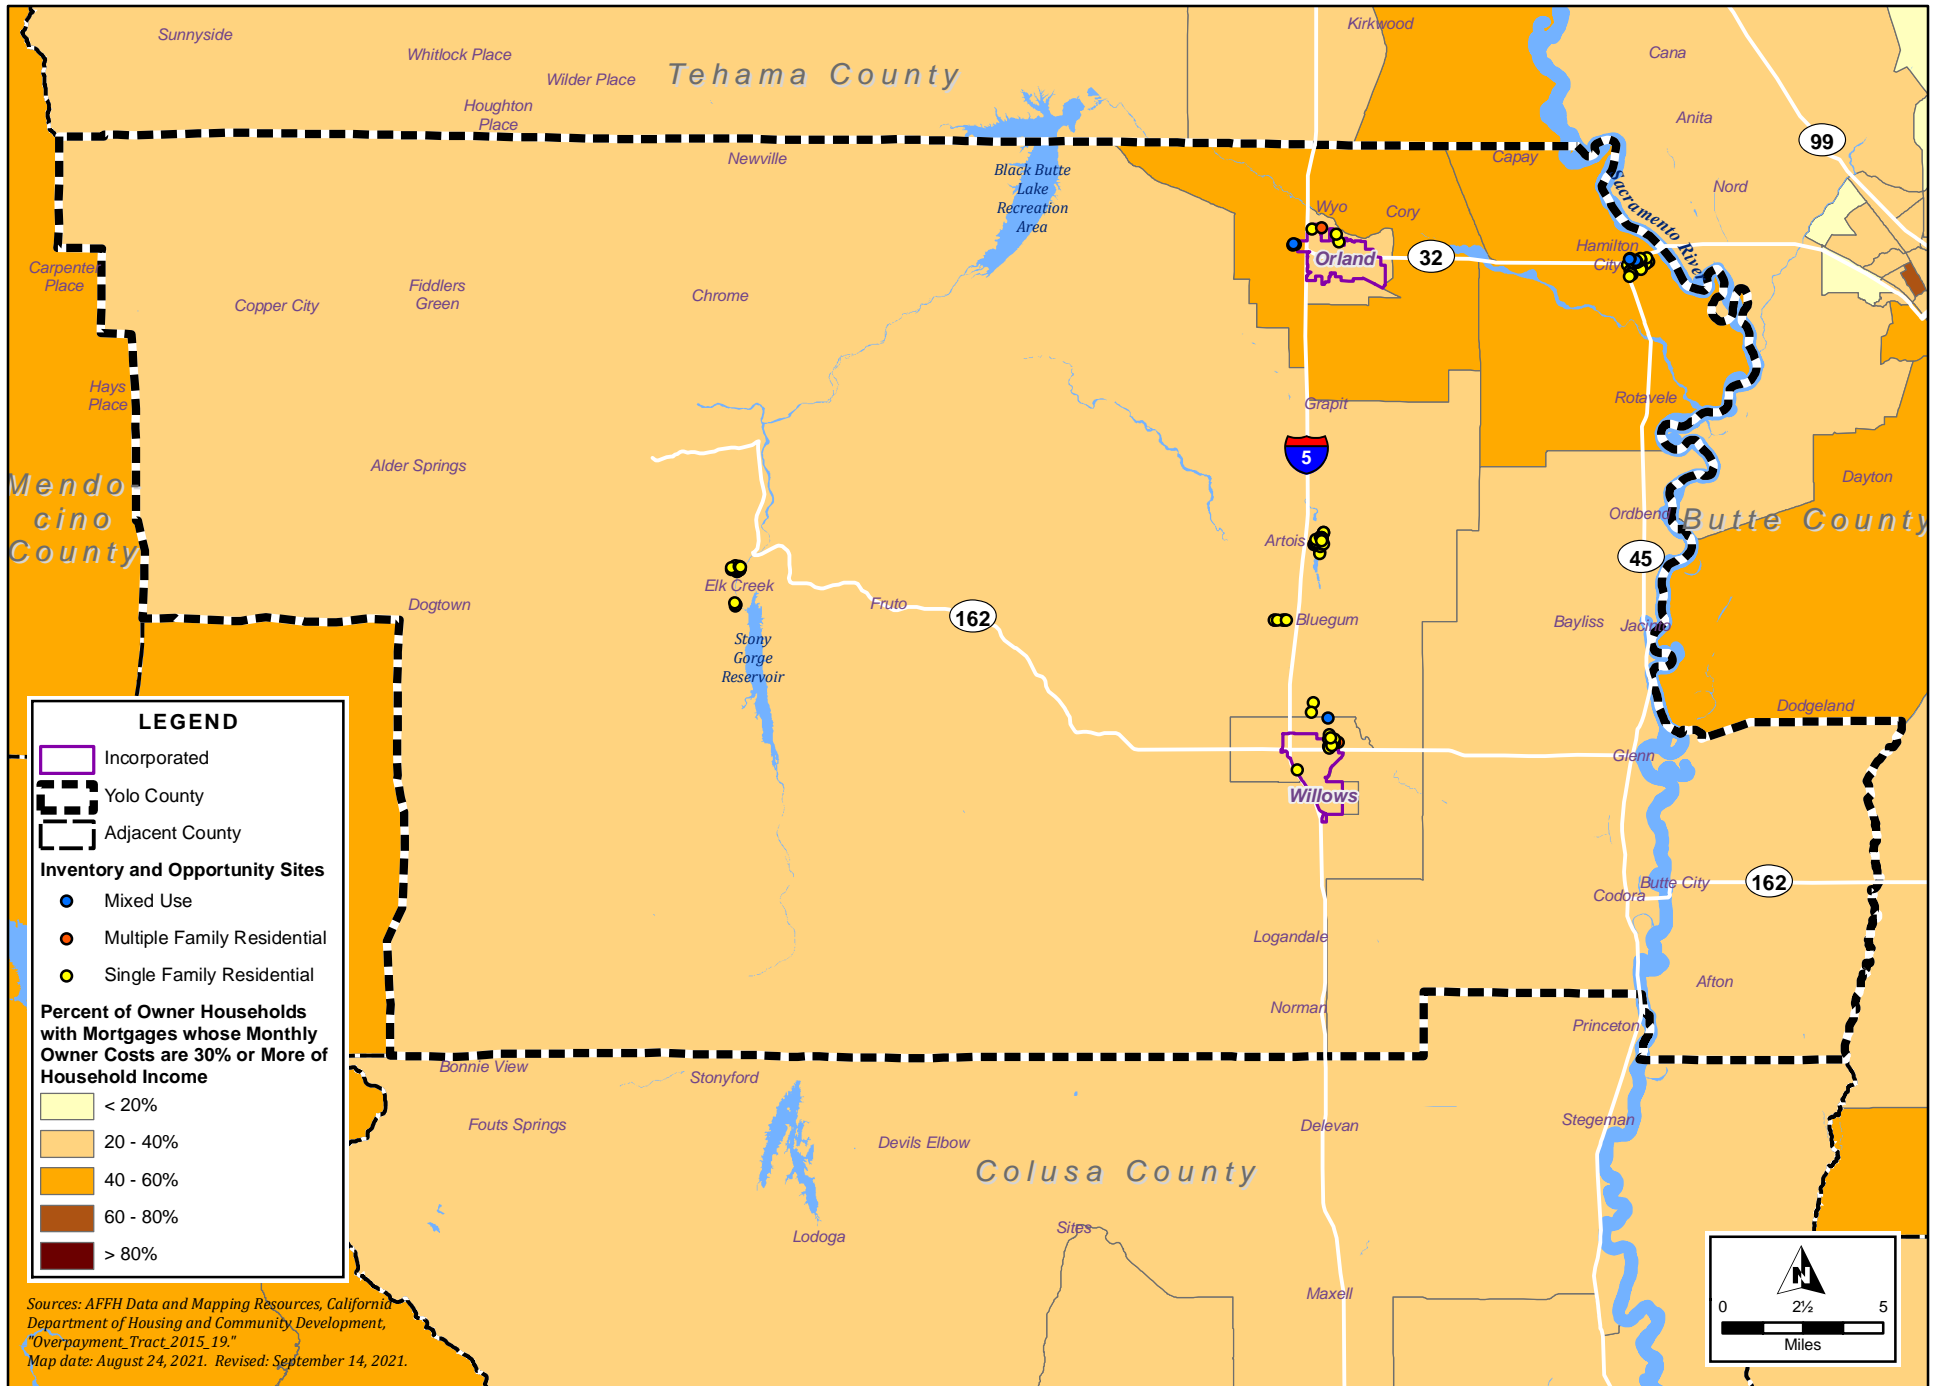 Sunnyside
Whitlock Place
Wilder Place
Houghton
Place
Tehama County
Kirkwood
Cana
Anita
99
Nord
Newville
Black Butte
Lake
Recreation
Area
Capay
Sacramento River
Wyo
Cory
Orland
32
Hamilton
City
Carpenter
Place
Copper City
Fiddlers
Green
Chrome
Hays
Place
Grapit
Rotavele
5
Alder Springs
Mendo
cino
County
Dayton
Ordbend
Butte County
Artois
45
Elk Creek
Dogtown
Fruto
162
Bluegum
Bayliss
Jacinto
Stony
Gorge
Reservoir
Dodgeland
Glenn
Willows
Butte City
162
Codora
Logandale
Afton
Norman
Princeton
Bonnie View
Stonyford
Fouts Springs
Devils Elbow
Delevan
Stegeman
Colusa County
Lodoga
Sites
Maxell
LEGEND
Incorporated
Yolo County
Adjacent County
Inventory and Opportunity Sites
Mixed Use
Multiple Family Residential
Single Family Residential
Percent of Owner Households
with Mortgages whose Monthly
Owner Costs are 30% or More of
Household Income
< 20%
20 - 40%
40 - 60%
60 - 80%
> 80%
Sources: AFFH Data and Mapping Resources, California
Department of Housing and Community Development,
"Overpayment_Tract_2015_19."
Map date: August 24, 2021. Revised: September 14, 2021.
N
0 2½ 5
Miles